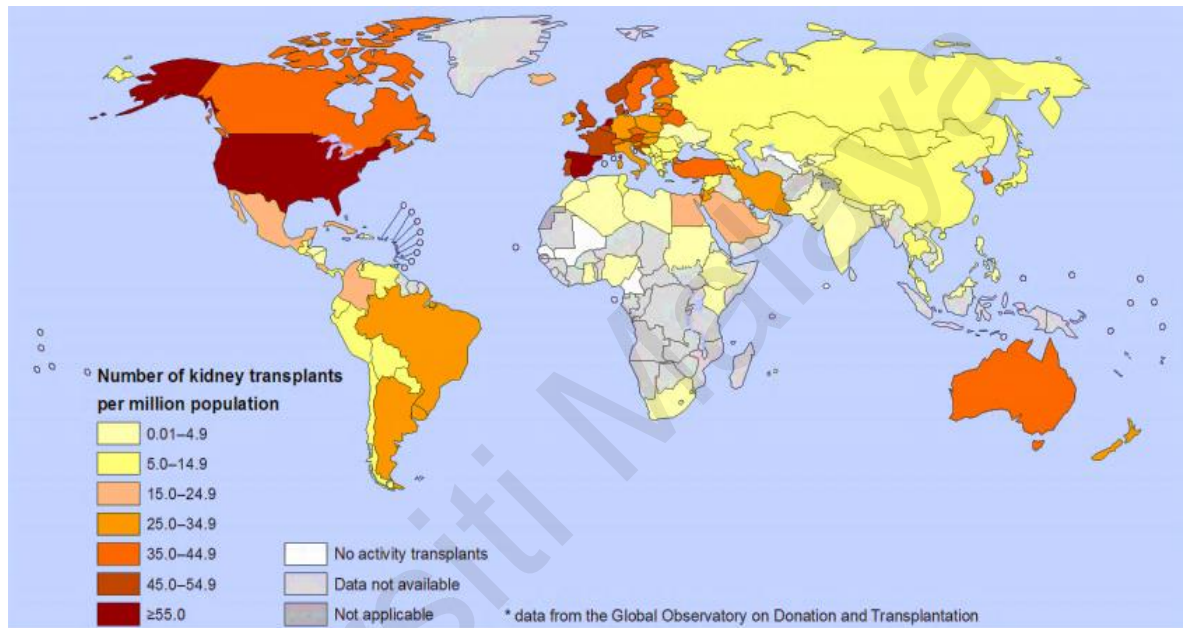 Number of kidney transplants
per million population
0.01–4.9
5.0–14.9
15.0–24.9
25.0–34.9
35.0–44.9
45.0–54.9
≥55.0
No activity transplants
Data not available
Not applicable
* data from the Global Observatory on Donation and Transplantation
siti Malaya